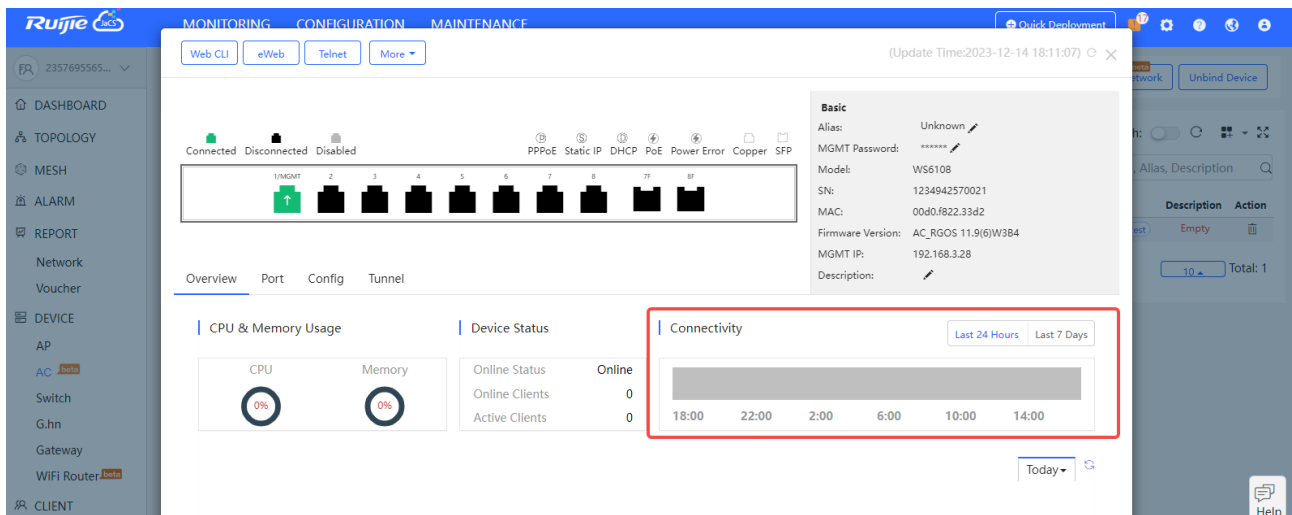 Ruijie JaCS MONITORING CONFIGURATION MAINTENANCE Quick Deployment 17
2357695565...
Web CLI eWeb Telnet More (Update Time:2023-12-14 18:11:07)
beta
Unbind Device
DASHBOARD
TOPOLOGY
MESH
ALARM
REPORT
Network
Voucher
DEVICE
AP
AC beta
Switch
G.hn
Gateway
WiFi Router beta
CLIENT
Connected Disconnected Disabled
PPPoE Static IP DHCP PoE Power Error Copper SFP
1/MGMT 2 3 4 5 6 7 8 7F 8F
Basic
Alias: Unknown
MGMT Password: ******
Model: WS6108
SN: 1234942570021
MAC: 00d0.f822.33d2
Firmware Version: AC_RGOS 11.9(6)W3B4
MGMT IP: 192.168.3.28
Description:
, Alias, Description
Description Action
Empty
10 Total: 1
Overview Port Config Tunnel
CPU & Memory Usage
CPU Memory
0% 0%
Device Status
Online Status Online
Online Clients 0
Active Clients 0
Connectivity
Last 24 Hours Last 7 Days
18:00 22:00 2:00 6:00 10:00 14:00
Today
Help